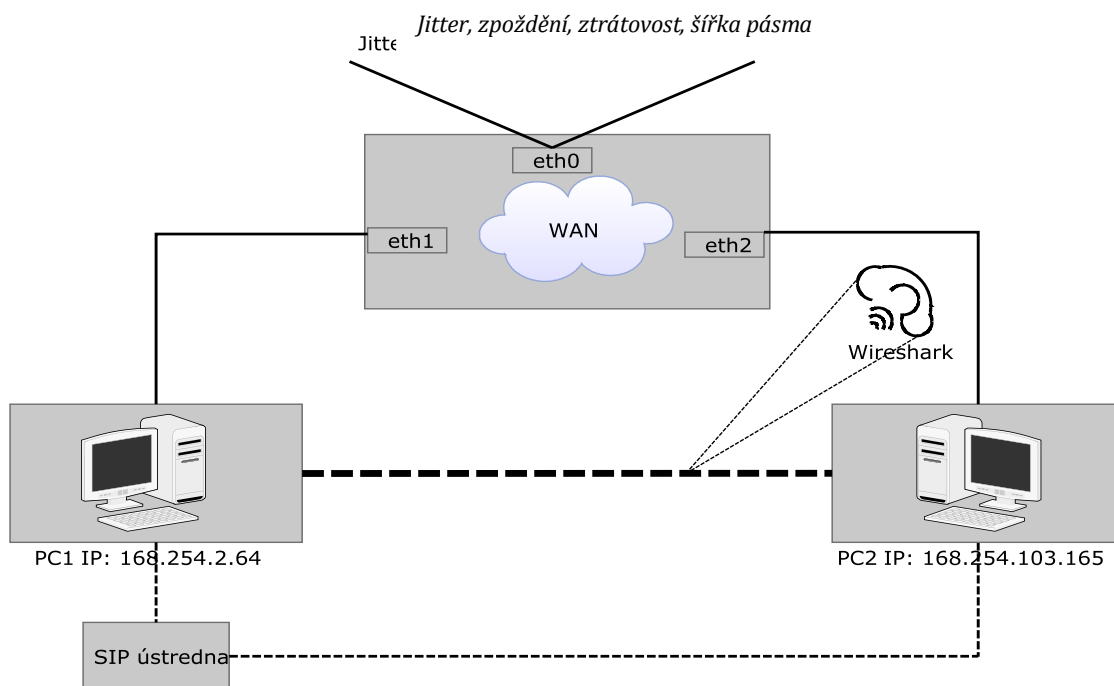 Jitter, zpoždění, ztrátovost, šířka pásma
Jitte
eth0
WAN
eth1
eth2
Wireshark
PC1 IP: 168.254.2.64
PC2 IP: 168.254.103.165
SIP ústredna